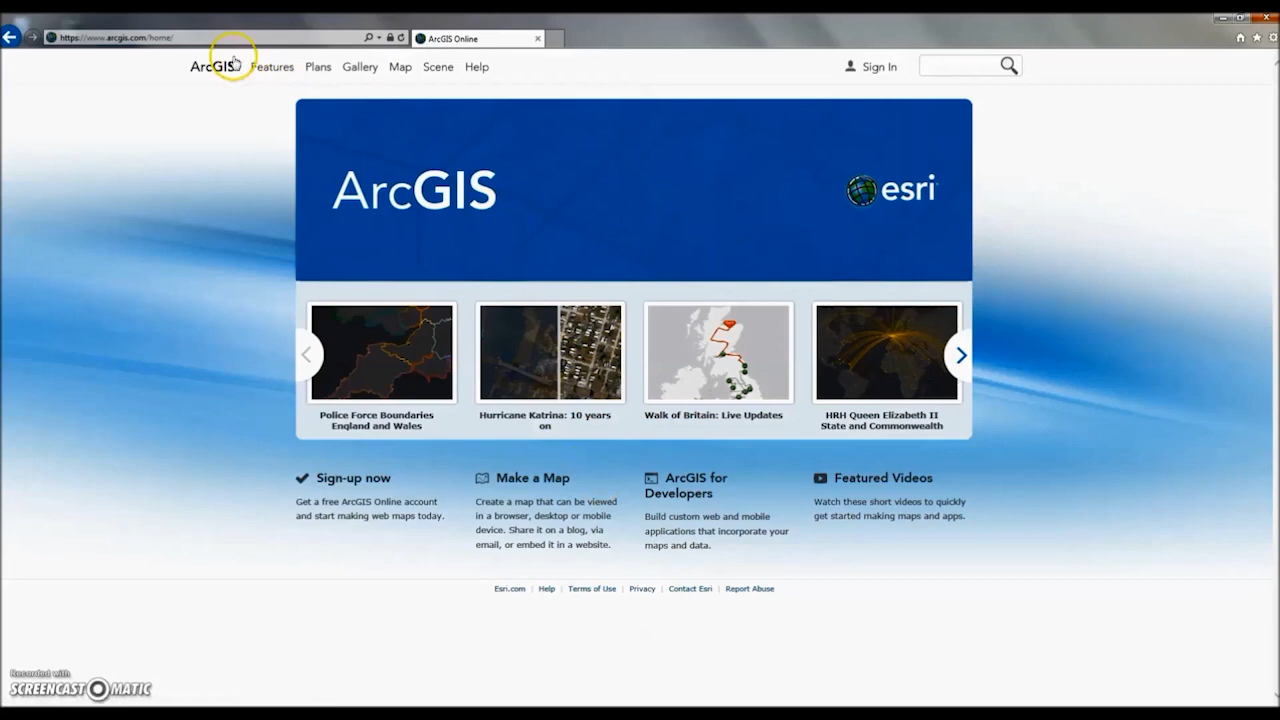 https://www.arcgis.com/home/
ArcGIS Online
ArcGIS Features Plans Gallery Map Scene Help
Sign In
ArcGIS
esri
Police Force Boundaries
England and Wales
Hurricane Katrina: 10 years
on
Walk of Britain: Live Updates
HRH Queen Elizabeth II
State and Commonwealth
Sign-up now
Get a free ArcGIS Online account
and start making web maps today.
Make a Map
Create a map that can be viewed
in a browser, desktop or mobile
device. Share it on a blog, via
email, or embed it in a website.
ArcGIS for
Developers
Build custom web and mobile
applications that incorporate your
maps and data.
Featured Videos
Watch these short videos to quickly
get started making maps and apps.
Esri.com | Help | Terms of Use | Privacy | Contact Esri | Report Abuse
Recorded with
SCREENCAST-O-MATIC